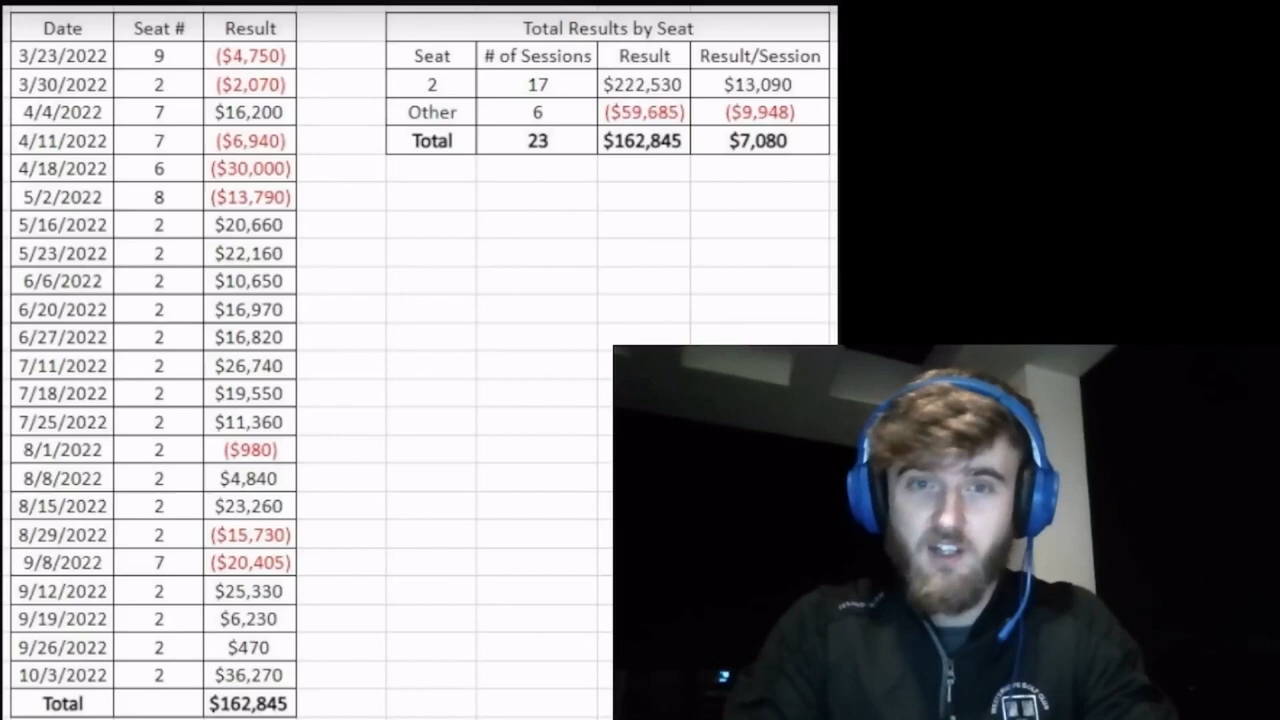 Date Seat # Result
3/23/2022 9 ($4,750)
3/30/2022 2 ($2,070)
4/4/2022 7 $16,200
4/11/2022 7 ($6,940)
4/18/2022 6 ($30,000)
5/2/2022 8 ($13,790)
5/16/2022 2 $20,660
5/23/2022 2 $22,160
6/6/2022 2 $10,650
6/20/2022 2 $16,970
6/27/2022 2 $16,820
7/11/2022 2 $26,740
7/18/2022 2 $19,550
7/25/2022 2 $11,360
8/1/2022 2 ($980)
8/8/2022 2 $4,840
8/15/2022 2 $23,260
8/29/2022 2 ($15,730)
9/8/2022 7 ($20,405)
9/12/2022 2 $25,330
9/19/2022 2 $6,230
9/26/2022 2 $470
10/3/2022 2 $36,270
Total $162,845
Total Results by Seat
Seat # of Sessions Result Result/Session
2 17 $222,530 $13,090
Other 6 ($59,685) ($9,948)
Total 23 $162,845 $7,080
GOLF CLUB